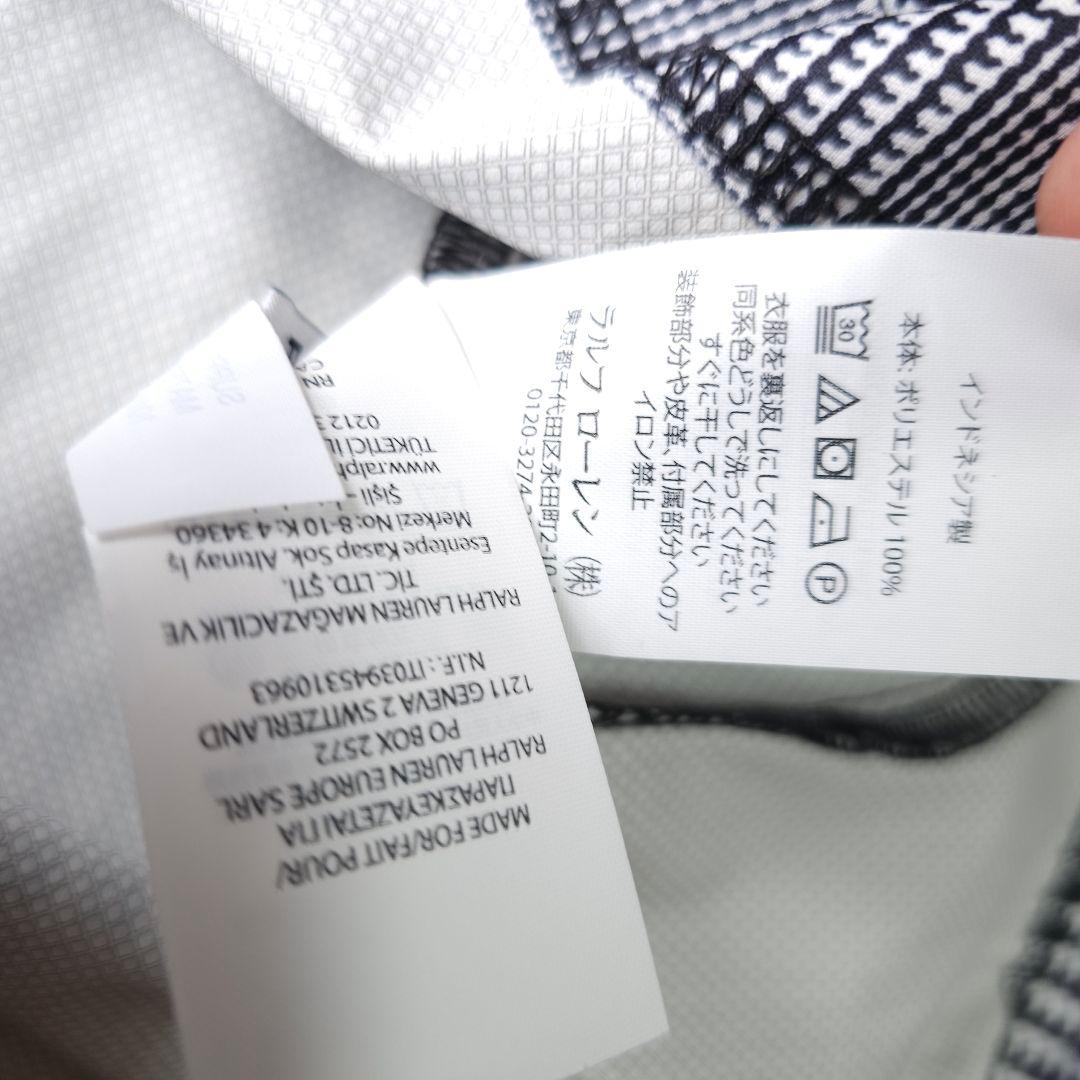 インドネシア製
本体: ポリエステル 100%
30
P
衣服を裏返しにしてください
同系色どうしで洗ってください
すぐに干してください
装飾部分や皮革、付属部分へのア
イロン禁止
ラルフ ローレン (株)
東京都千代田区永田町2-10
0120-3274
MADE FOR/FAIT POUR/
ΠΑΡΑΣΚΕΥΑΖΕΤΑΙ ΓΙΑ
RALPH LAUREN EUROPE SARL
PO BOX 2572
1211 GENEVA 2 SWITZERLAND
N.I.F.: IT03945310963
RALPH LAUREN MAĞAZACILIK VE
TİC. LTD. ŞTİ.
Esentepe Kasap Sok. Altınay İş
Merkezi No:8-10 K: 4 34360
Şişli
www.ralph
TÜKETİCİ
0212
RN